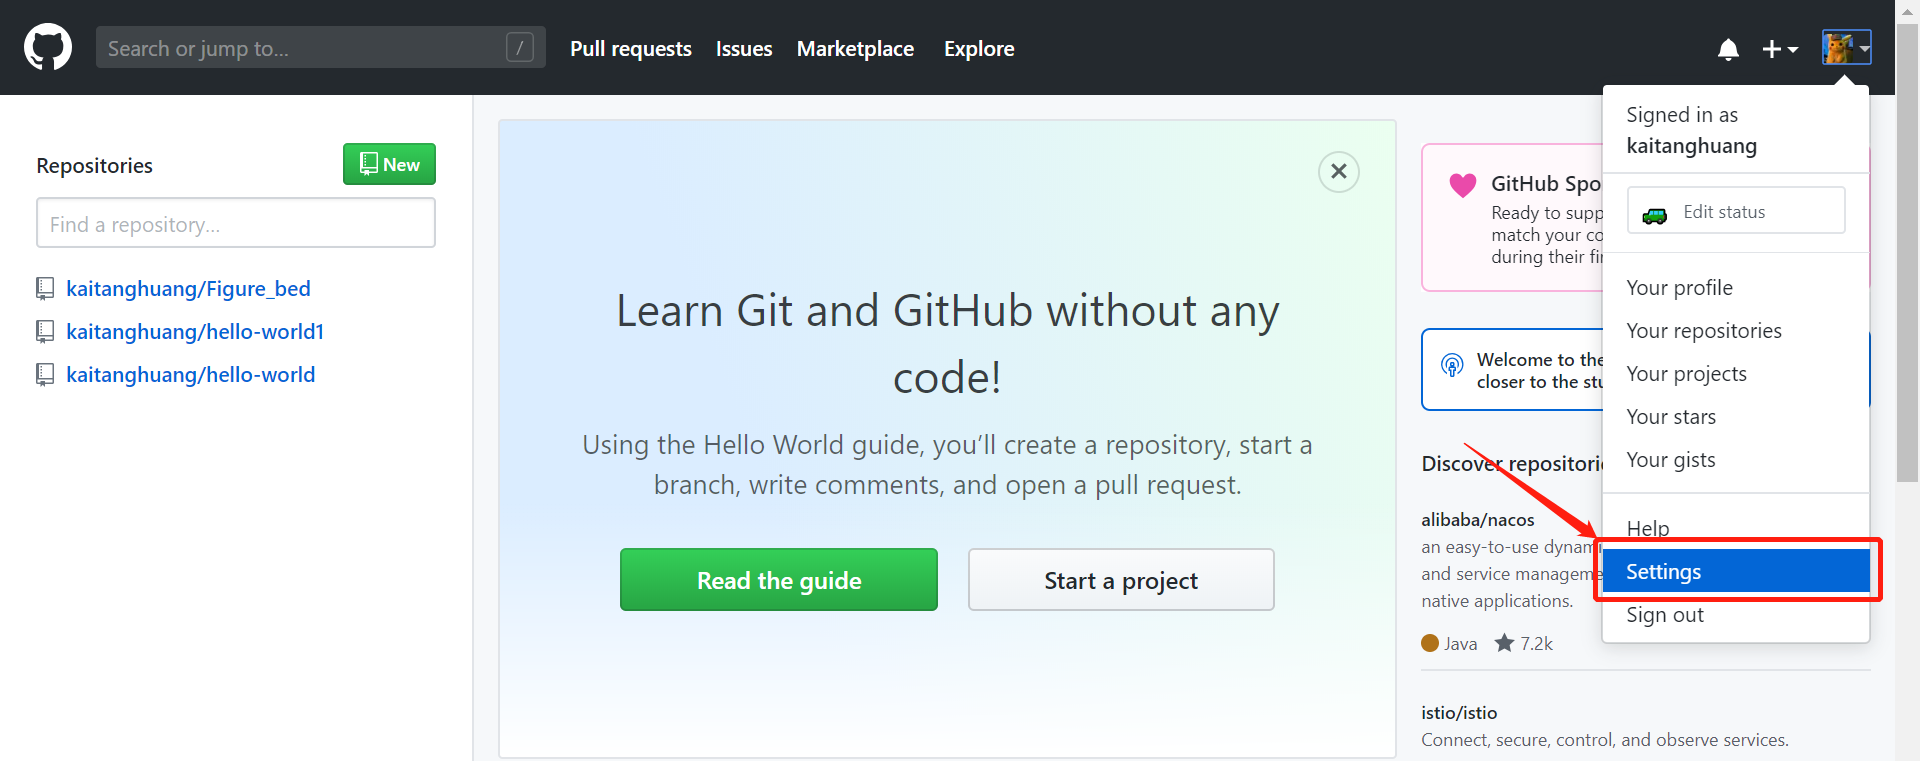 Search or jump to...
/
Pull requests
Issues
Marketplace
Explore
Repositories
New
Find a repository...
kaitanghuang/Figure_bed
kaitanghuang/hello-world1
kaitanghuang/hello-world
Learn Git and GitHub without any
code!
Using the Hello World guide, you’ll create a repository, start a
branch, write comments, and open a pull request.
Read the guide
Start a project
GitHub Spo
Ready to supp
match your co
during their fi
Welcome to the
closer to the stu
Discover repositori
alibaba/nacos
an easy-to-use dynami
and service manageme
native applications.
Java
7.2k
istio/istio
Connect, secure, control, and observe services.
Signed in as
kaitanghuang
Edit status
Your profile
Your repositories
Your projects
Your stars
Your gists
Help
Settings
Sign out